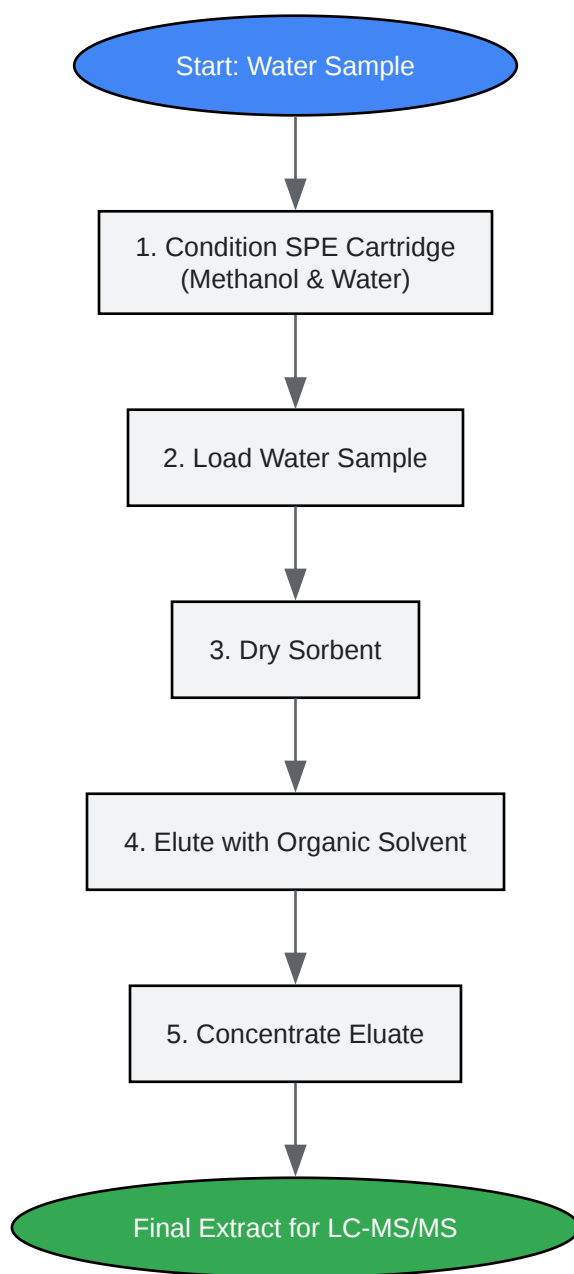 Start: Water Sample
1. Condition SPE Cartridge
(Methanol & Water)
2. Load Water Sample
3. Dry Sorbent
4. Elute with Organic Solvent
5. Concentrate Eluate
Final Extract for LC-MS/MS